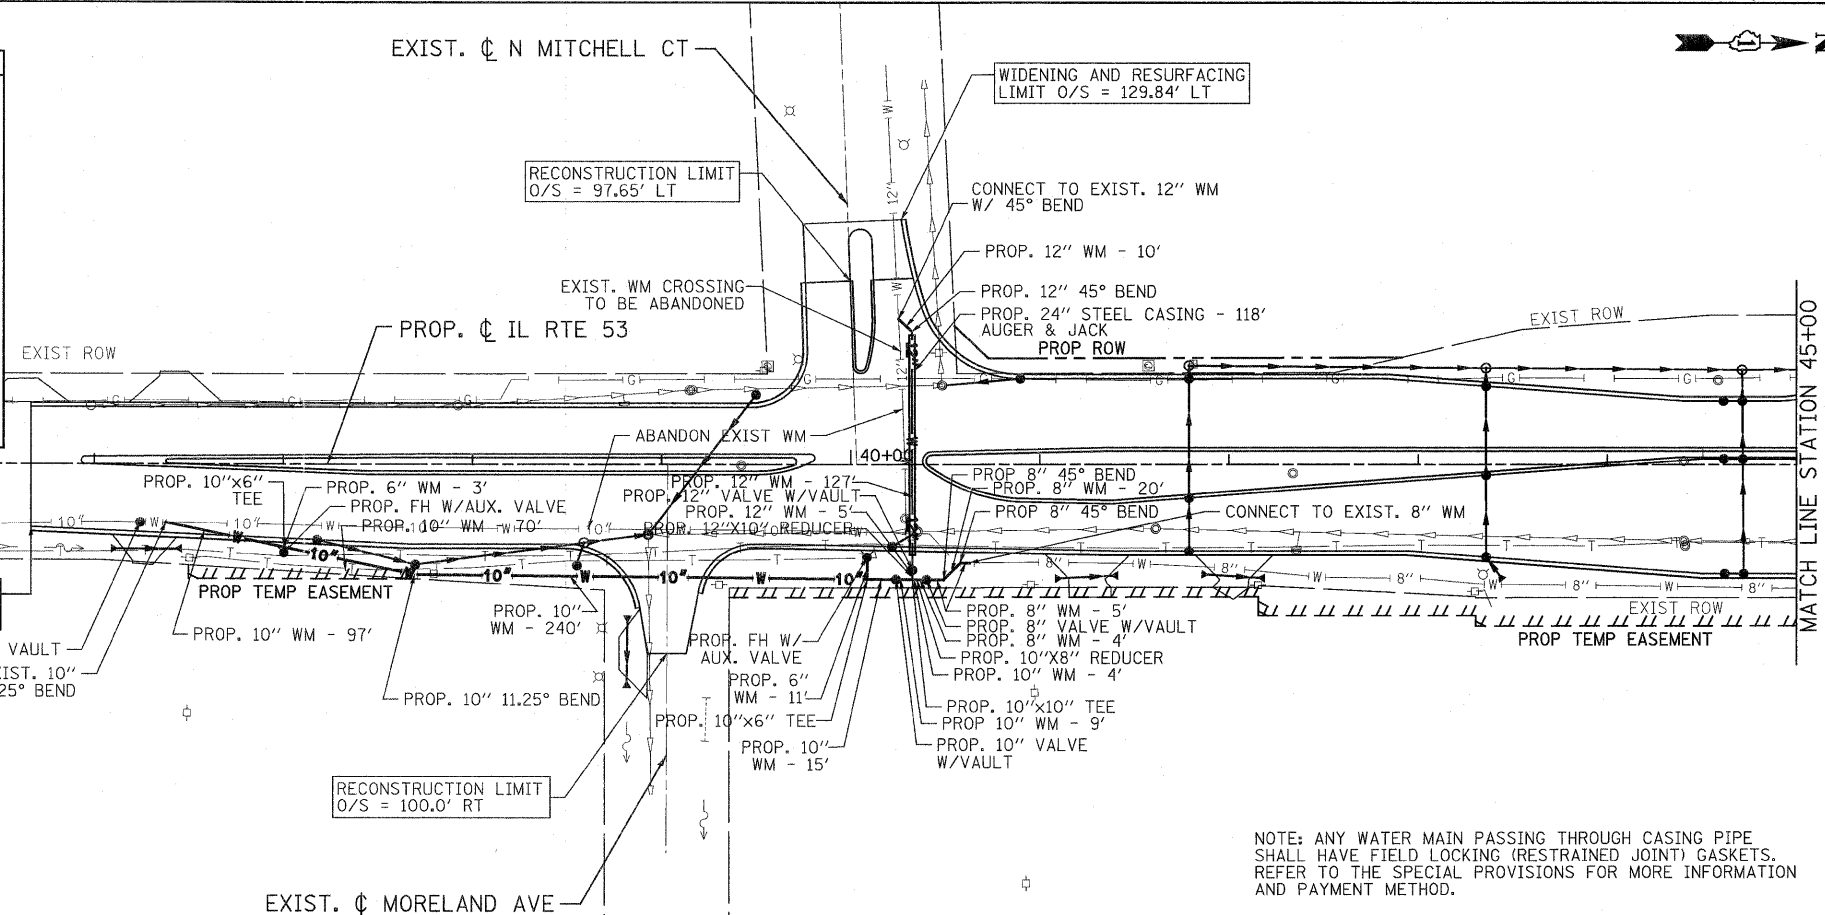 EXIST. ℄ N MITCHELL CT
WIDENING AND RESURFACING
LIMIT O/S = 129.84' LT
RECONSTRUCTION LIMIT
O/S = 97.65' LT
CONNECT TO EXIST. 12" WM
W/ 45° BEND
PROP. 12" WM - 10'
EXIST. WM CROSSING
TO BE ABANDONED
PROP. 12" 45° BEND
PROP. 24" STEEL CASING - 118'
AUGER & JACK
PROP ROW
EXIST ROW
PROP. ℄ IL RTE 53
EXIST ROW
MATCH LINE STATION 45+00
ABANDON EXIST WM
40+00
PROP. 10"x6"
TEE
PROP. 6" WM - 3'
PROP. FH W/AUX. VALVE
PROP. 10" WM - 70'
PROP. 12" WM - 127'
PROP. 12" VALVE W/VAULT
PROP. 12" WM - 5'
PROP. 12"X10" REDUCER
PROP 8" 45° BEND
PROP. 8" WM - 20'
PROP 8" 45° BEND
CONNECT TO EXIST. 8" WM
PROP TEMP EASEMENT
PROP. 10" WM - 97'
VAULT
IST. 10"
25° BEND
PROP. 10" 11.25° BEND
PROP. 10"
WM - 240'
PROP. FH W/
AUX. VALVE
PROP. 6"
WM - 11'
PROP. 10"x6" TEE
PROP. 10"
WM - 15'
PROP. 8" WM - 5'
PROP. 8" VALVE W/VAULT
PROP. 8" WM - 4'
PROP. 10"X8" REDUCER
PROP. 10" WM - 4'
PROP. 10"x10" TEE
PROP 10" WM - 9'
PROP. 10" VALVE
W/VAULT
EXIST ROW
PROP TEMP EASEMENT
RECONSTRUCTION LIMIT
O/S = 100.0' RT
EXIST. ℄ MORELAND AVE
NOTE: ANY WATER MAIN PASSING THROUGH CASING PIPE
SHALL HAVE FIELD LOCKING (RESTRAINED JOINT) GASKETS.
REFER TO THE SPECIAL PROVISIONS FOR MORE INFORMATION
AND PAYMENT METHOD.